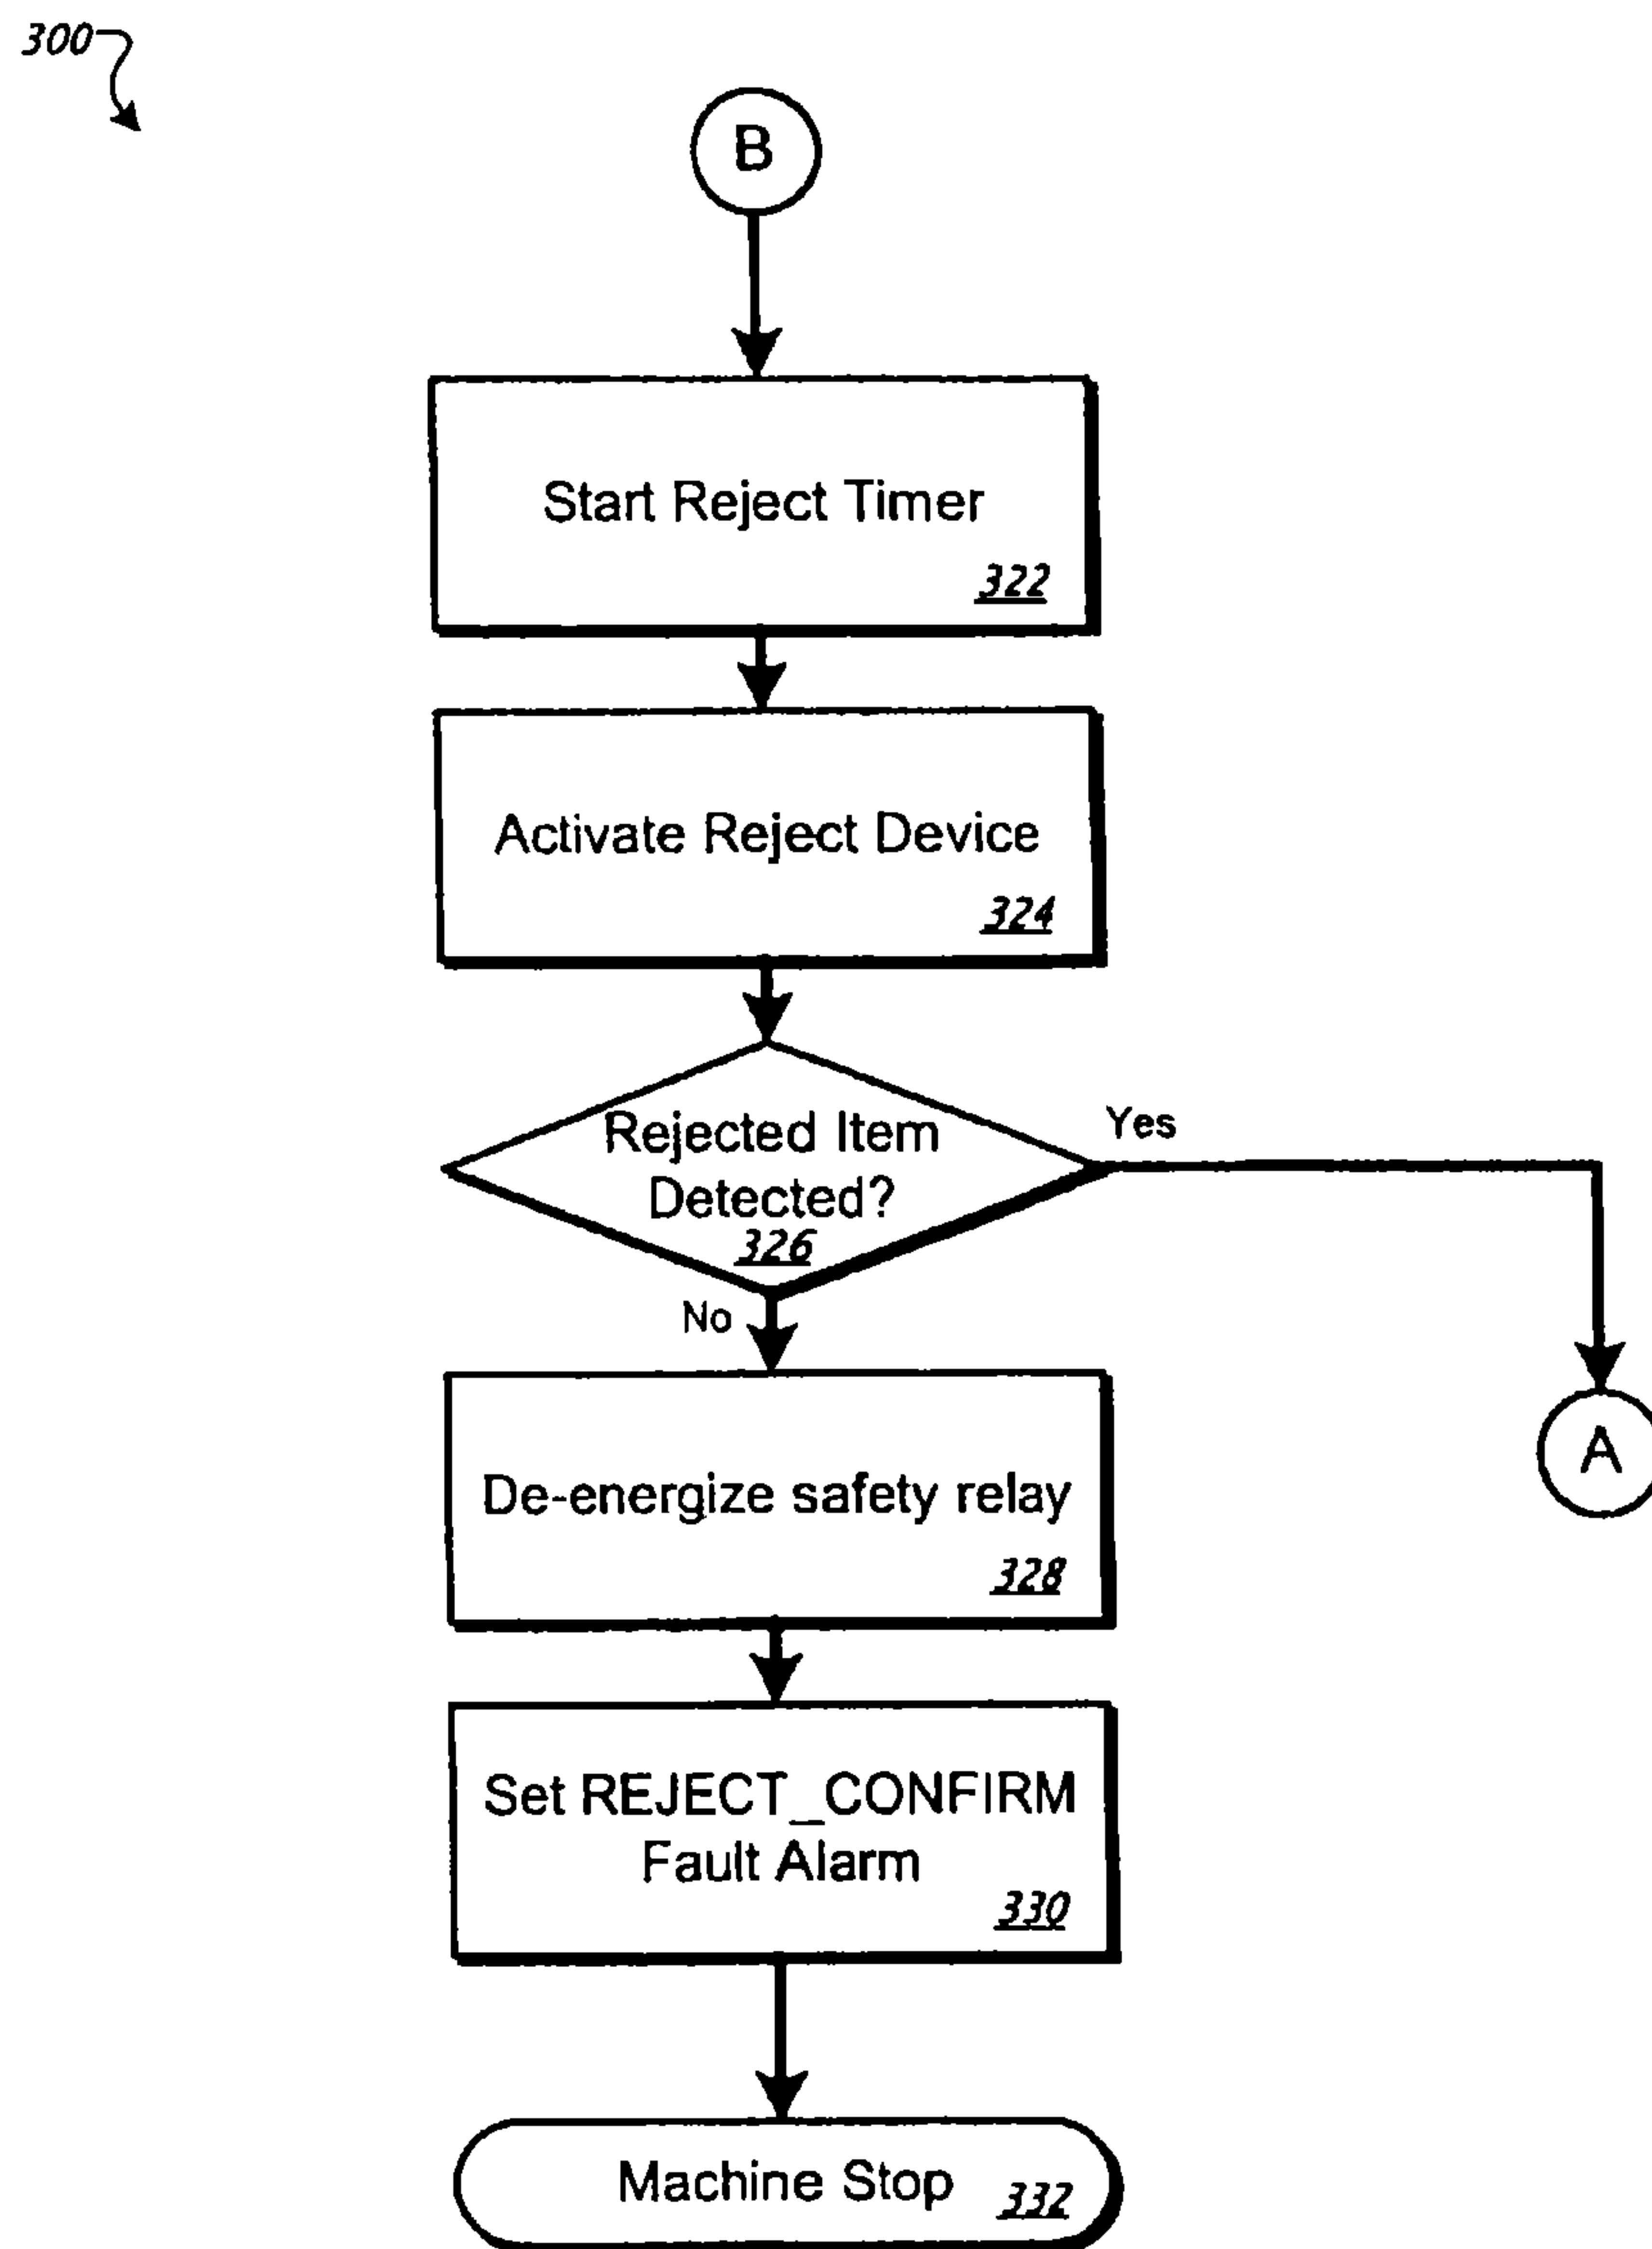 300
B
Start Reject Timer
322
Activate Reject Device
324
Rejected Item
Detected?
326
Yes
No
De-energize safety relay
328
A
Set REJECT_CONFIRM
Fault Alarm
330
Machine Stop 332